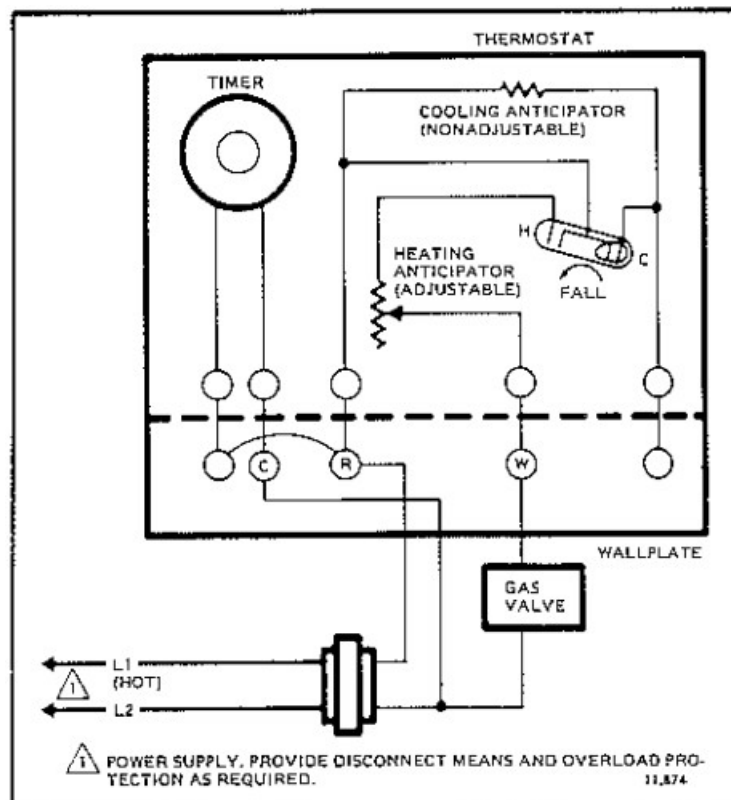 THERMOSTAT
TIMER
COOLING ANTICIPATOR
(NONADJUSTABLE)
H
C
HEATING
ANTICIPATOR
(ADJUSTABLE)
FALL
C
R
W
WALLPLATE
GAS
VALVE
L1
(HOT)
1
L2
1 POWER SUPPLY. PROVIDE DISCONNECT MEANS AND OVERLOAD PRO-
TECTION AS REQUIRED.
11,874